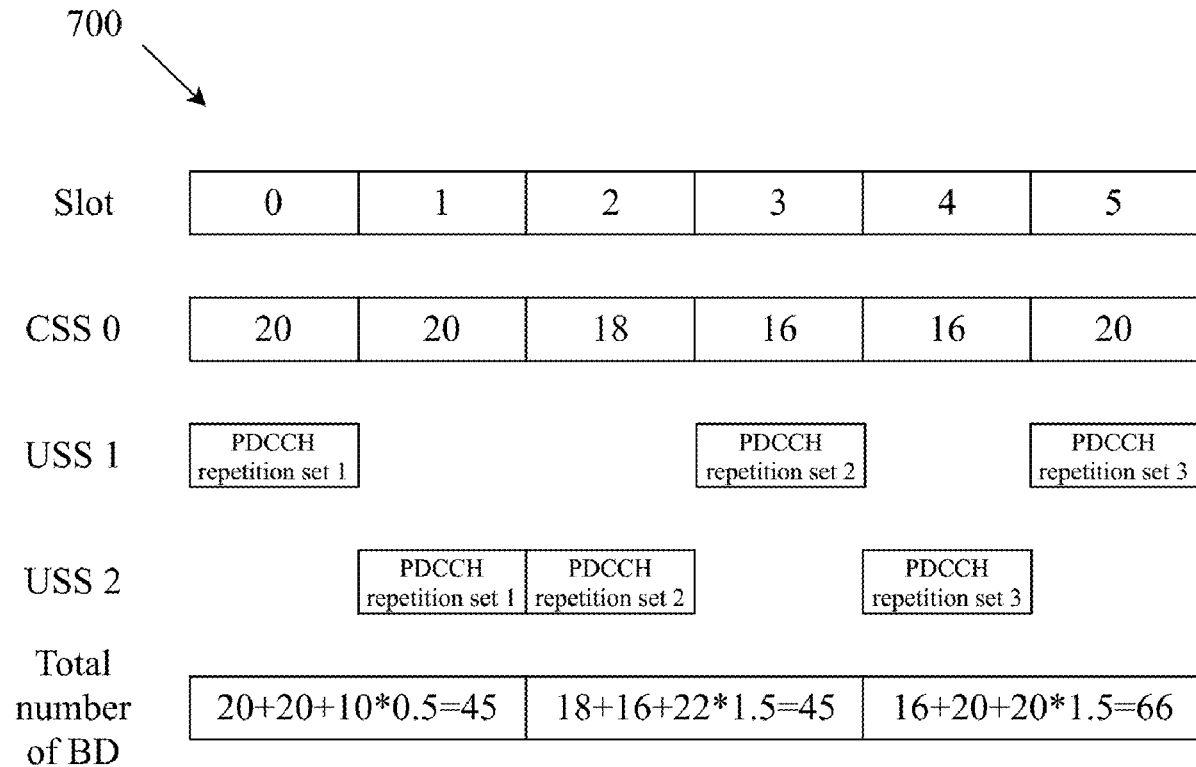 700
Slot 0 1 2 3 4 5
CSS 0 20 20 18 16 16 20
USS 1 PDCCH repetition set 1 PDCCH repetition set 2 PDCCH repetition set 3
USS 2 PDCCH repetition set 1 PDCCH repetition set 2 PDCCH repetition set 3
Total number of BD 20+20+10*0.5=45 18+16+22*1.5=45 16+20+20*1.5=66